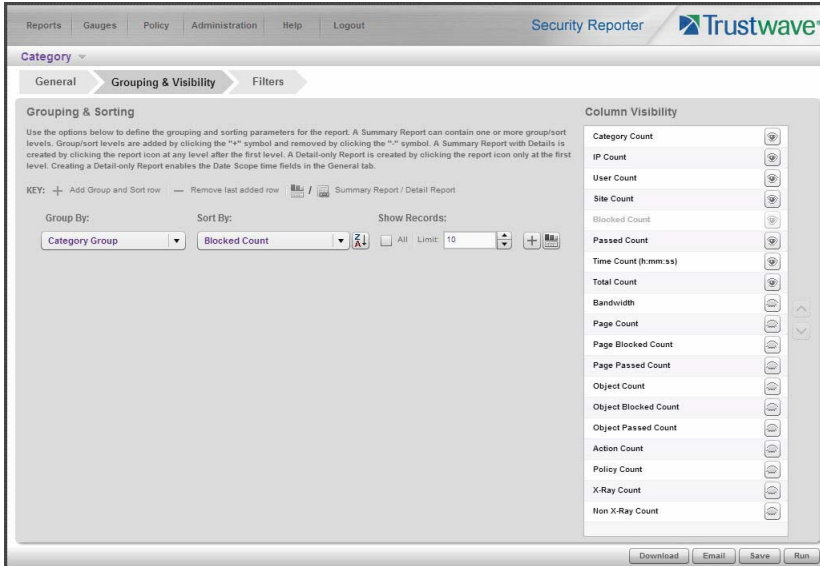 Reports Gauges Policy Administration Help Logout
Security Reporter Trustwave®
Category
General Grouping & Visibility Filters
Grouping & Sorting
Use the options below to define the grouping and sorting parameters for the report. A Summary Report can contain one or more group/sort
levels. Group/sort levels are added by clicking the "+" symbol and removed by clicking the "-" symbol. A Summary Report with Details is
created by clicking the report icon at any level after the first level. A Detail-only Report is created by clicking the report icon only at the first
level. Creating a Detail-only Report enables the Date Scope time fields in the General tab.
KEY: + Add Group and Sort row — Remove last added row / Summary Report / Detail Report
Group By: Sort By: Show Records:
Category Group Blocked Count Z A All Limit: 10 +
Column Visibility
Category Count
IP Count
User Count
Site Count
Blocked Count
Passed Count
Time Count (h:mm:ss)
Total Count
Bandwidth
Page Count
Page Blocked Count
Page Passed Count
Object Count
Object Blocked Count
Object Passed Count
Action Count
Policy Count
X-Ray Count
Non X-Ray Count
Download Email Save Run